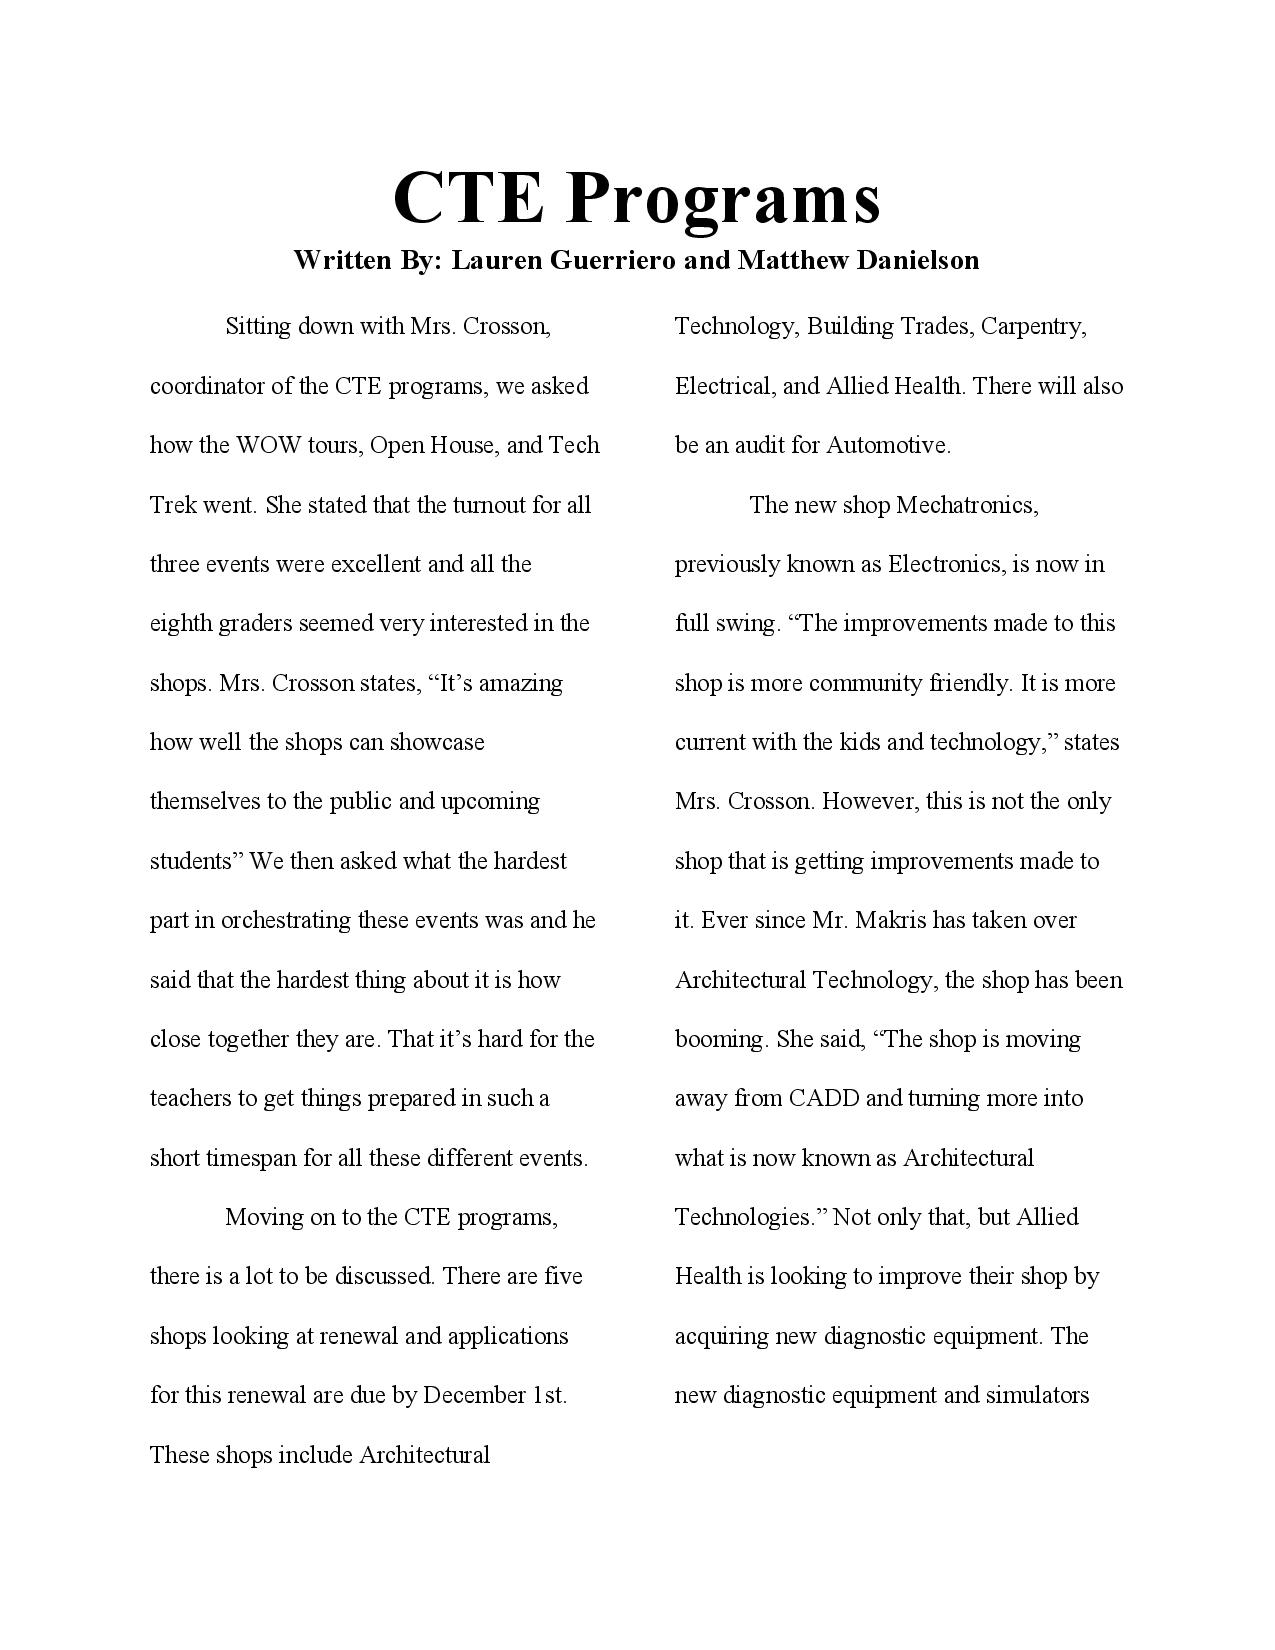 CTE Programs
Written By: Lauren Guerriero and Matthew Danielson
Sitting down with Mrs. Crosson,
coordinator of the CTE programs, we asked
how the WOW tours, Open House, and Tech
Trek went. She stated that the turnout for all
three events were excellent and all the
eighth graders seemed very interested in the
shops. Mrs. Crosson states, “It’s amazing
how well the shops can showcase
themselves to the public and upcoming
students” We then asked what the hardest
part in orchestrating these events was and he
said that the hardest thing about it is how
close together they are. That it’s hard for the
teachers to get things prepared in such a
short timespan for all these different events.
Moving on to the CTE programs,
there is a lot to be discussed. There are five
shops looking at renewal and applications
for this renewal are due by December 1st.
These shops include Architectural
Technology, Building Trades, Carpentry,
Electrical, and Allied Health. There will also
be an audit for Automotive.
The new shop Mechatronics,
previously known as Electronics, is now in
full swing. “The improvements made to this
shop is more community friendly. It is more
current with the kids and technology,” states
Mrs. Crosson. However, this is not the only
shop that is getting improvements made to
it. Ever since Mr. Makris has taken over
Architectural Technology, the shop has been
booming. She said, “The shop is moving
away from CADD and turning more into
what is now known as Architectural
Technologies.” Not only that, but Allied
Health is looking to improve their shop by
acquiring new diagnostic equipment. The
new diagnostic equipment and simulators